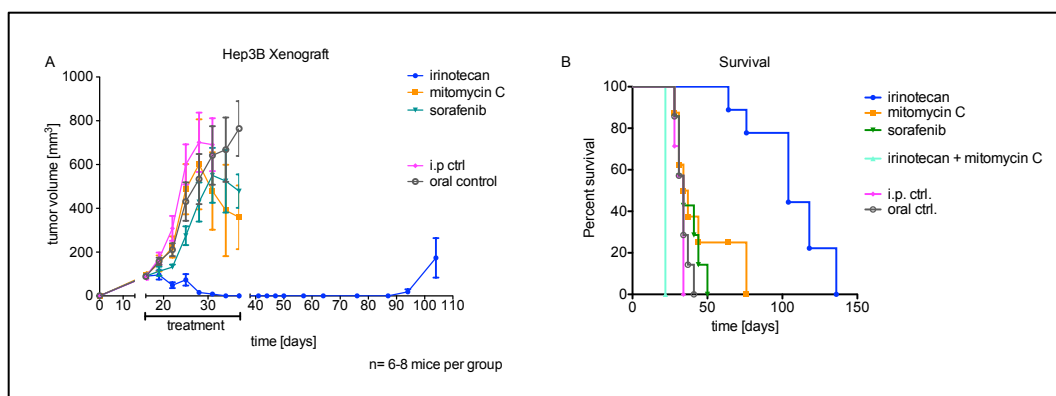 A
Hep3B Xenograft
1000
800
600
400
200
0
tumor volume [mm³]
0 10 20 30 40 50 60 70 80 90 100 110
treatment
time [days]
irinotecan
mitomycin C
sorafenib
i.p ctrl
oral control
n= 6-8 mice per group
B
Survival
100
80
60
40
20
0
Percent survival
0 50 100 150
time [days]
irinotecan
mitomycin C
sorafenib
irinotecan + mitomycin C
i.p. ctrl.
oral ctrl.